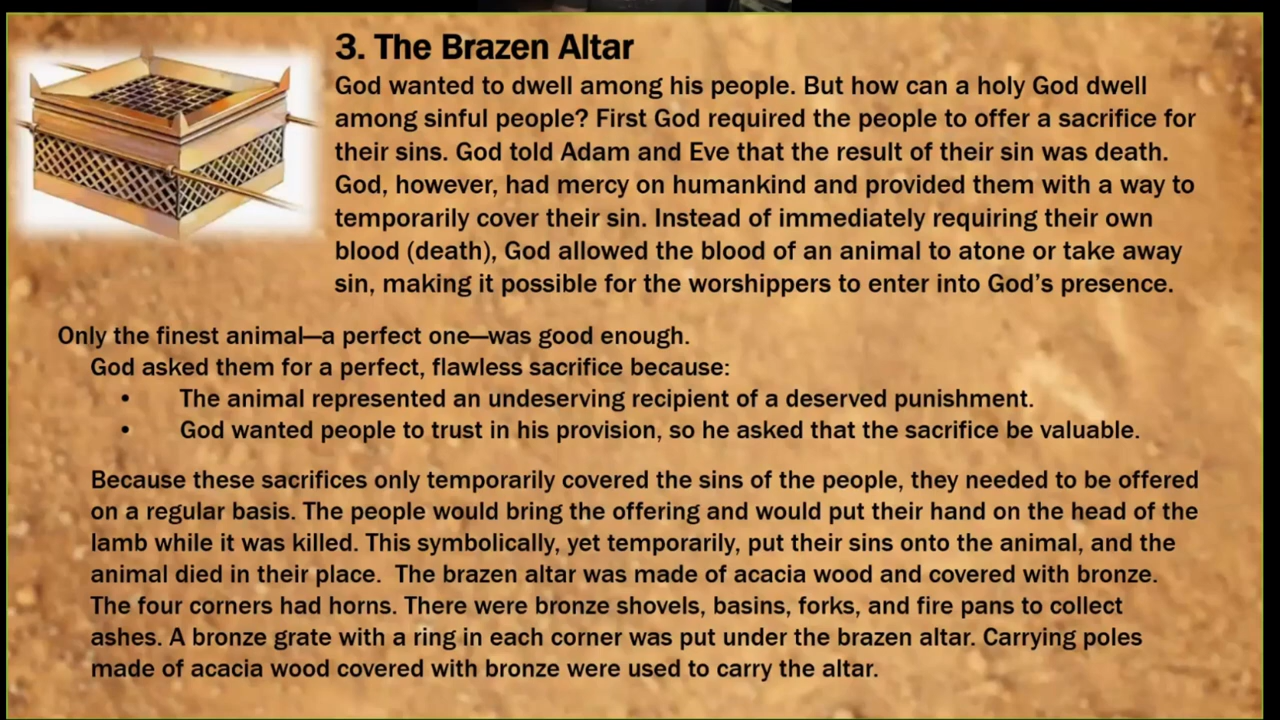 3. The Brazen Altar
God wanted to dwell among his people. But how can a holy God dwell
among sinful people? First God required the people to offer a sacrifice for
their sins. God told Adam and Eve that the result of their sin was death.
God, however, had mercy on humankind and provided them with a way to
temporarily cover their sin. Instead of immediately requiring their own
blood (death), God allowed the blood of an animal to atone or take away
sin, making it possible for the worshippers to enter into God's presence.
Only the finest animal—a perfect one—was good enough.
God asked them for a perfect, flawless sacrifice because:
• The animal represented an undeserving recipient of a deserved punishment.
• God wanted people to trust in his provision, so he asked that the sacrifice be valuable.
Because these sacrifices only temporarily covered the sins of the people, they needed to be offered
on a regular basis. The people would bring the offering and would put their hand on the head of the
lamb while it was killed. This symbolically, yet temporarily, put their sins onto the animal, and the
animal died in their place. The brazen altar was made of acacia wood and covered with bronze.
The four corners had horns. There were bronze shovels, basins, forks, and fire pans to collect
ashes. A bronze grate with a ring in each corner was put under the brazen altar. Carrying poles
made of acacia wood covered with bronze were used to carry the altar.